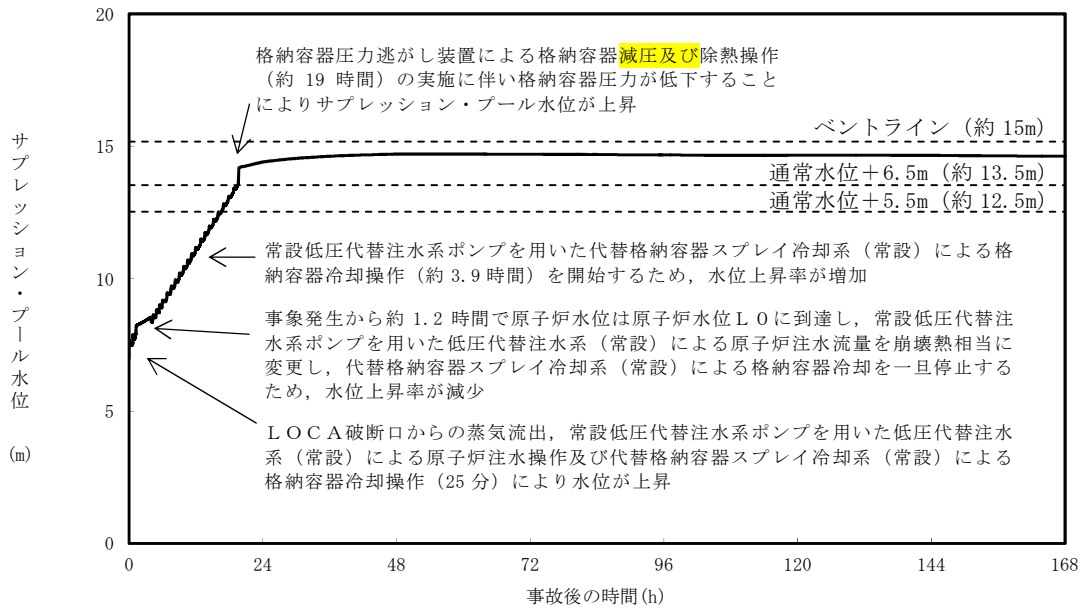 20
格納容器圧力逃がし装置による格納容器減圧及び除熱操作
（約 19 時間）の実施に伴い格納容器圧力が低下すること
によりサプレッション・プール水位が上昇
ベントライン（約 15m）
15
通常水位＋6.5m（約 13.5m）
通常水位＋5.5m（約 12.5m）
常設低圧代替注水系ポンプを用いた代替格納容器スプレイ冷却系（常設）による格
納容器冷却操作（約 3.9 時間）を開始するため，水位上昇率が増加
10
事象発生から約 1.2 時間で原子炉水位は原子炉水位Ｌ０に到達し，常設低圧代替注
水系ポンプを用いた低圧代替注水系（常設）による原子炉注水流量を崩壊熱相当に
変更し，代替格納容器スプレイ冷却系（常設）による格納容器冷却を一旦停止する
ため，水位上昇率が減少
5
ＬＯＣＡ破断口からの蒸気流出，常設低圧代替注水系ポンプを用いた低圧代替注水
系（常設）による原子炉注水操作及び代替格納容器スプレイ冷却系（常設）による
格納容器冷却操作（25 分）により水位が上昇
0
サプレッション・プール水位 (m)
0 24 48 72 96 120 144 168
事故後の時間(h)